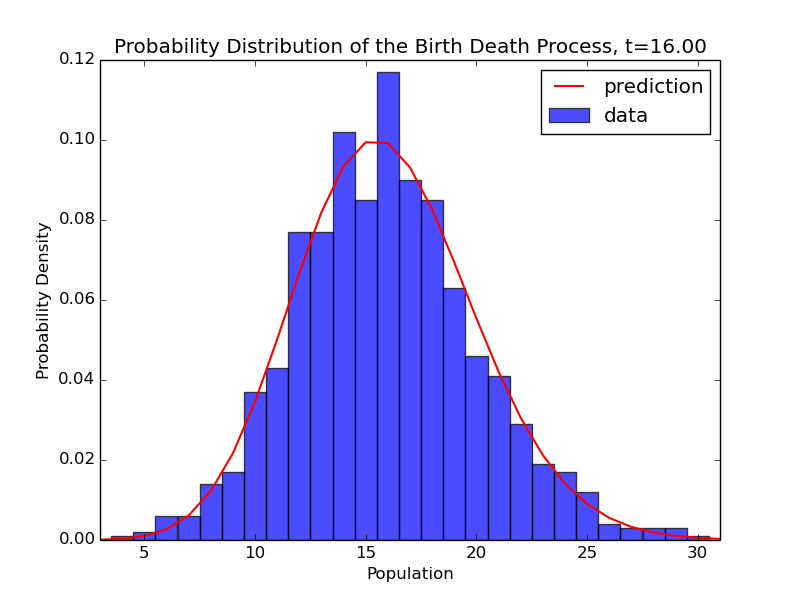 Probability Distribution of the Birth Death Process, t=16.00
prediction
data
0.12
0.10
0.08
0.06
0.04
0.02
0.00
Probability Density
5 10 15 20 25 30
Population